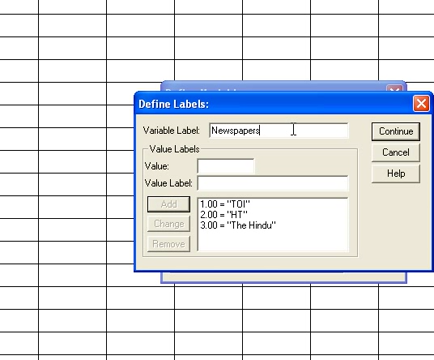 Define Labels:
Variable Label: Newspapers
Continue
Value Labels
Cancel
Value:
Help
Value Label:
Add
1.00 = "TOI"
Change
2.00 = "HT"
3.00 = "The Hindu"
Remove